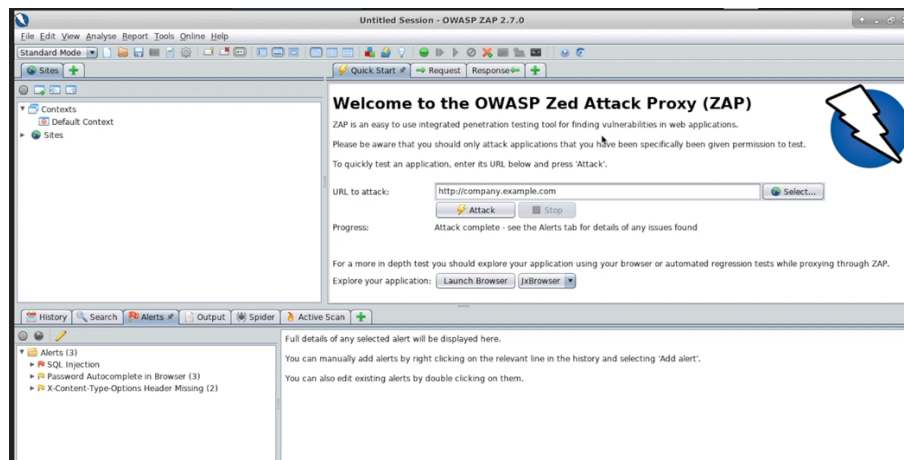 Untitled Session - OWASP ZAP 2.7.0
File Edit View Analyse Report Tools Online Help
Standard Mode
Sites
Quick Start
Request
Response
Contexts
Default Context
Sites
Welcome to the OWASP Zed Attack Proxy (ZAP)
ZAP is an easy to use integrated penetration testing tool for finding vulnerabilities in web applications.
Please be aware that you should only attack applications that you have been specifically been given permission to test.
To quickly test an application, enter its URL below and press 'Attack'.
URL to attack: http://company.example.com Select...
Attack Stop
Progress: Attack complete - see the Alerts tab for details of any issues found
For a more in depth test you should explore your application using your browser or automated regression tests while proxying through ZAP.
Explore your application: Launch Browser JxBrowser
History Search Alerts Output Spider Active Scan
Alerts (3)
SQL Injection
Password Autocomplete in Browser (3)
X-Content-Type-Options Header Missing (2)
Full details of any selected alert will be displayed here.
You can manually add alerts by right clicking on the relevant line in the history and selecting 'Add alert'.
You can also edit existing alerts by double clicking on them.